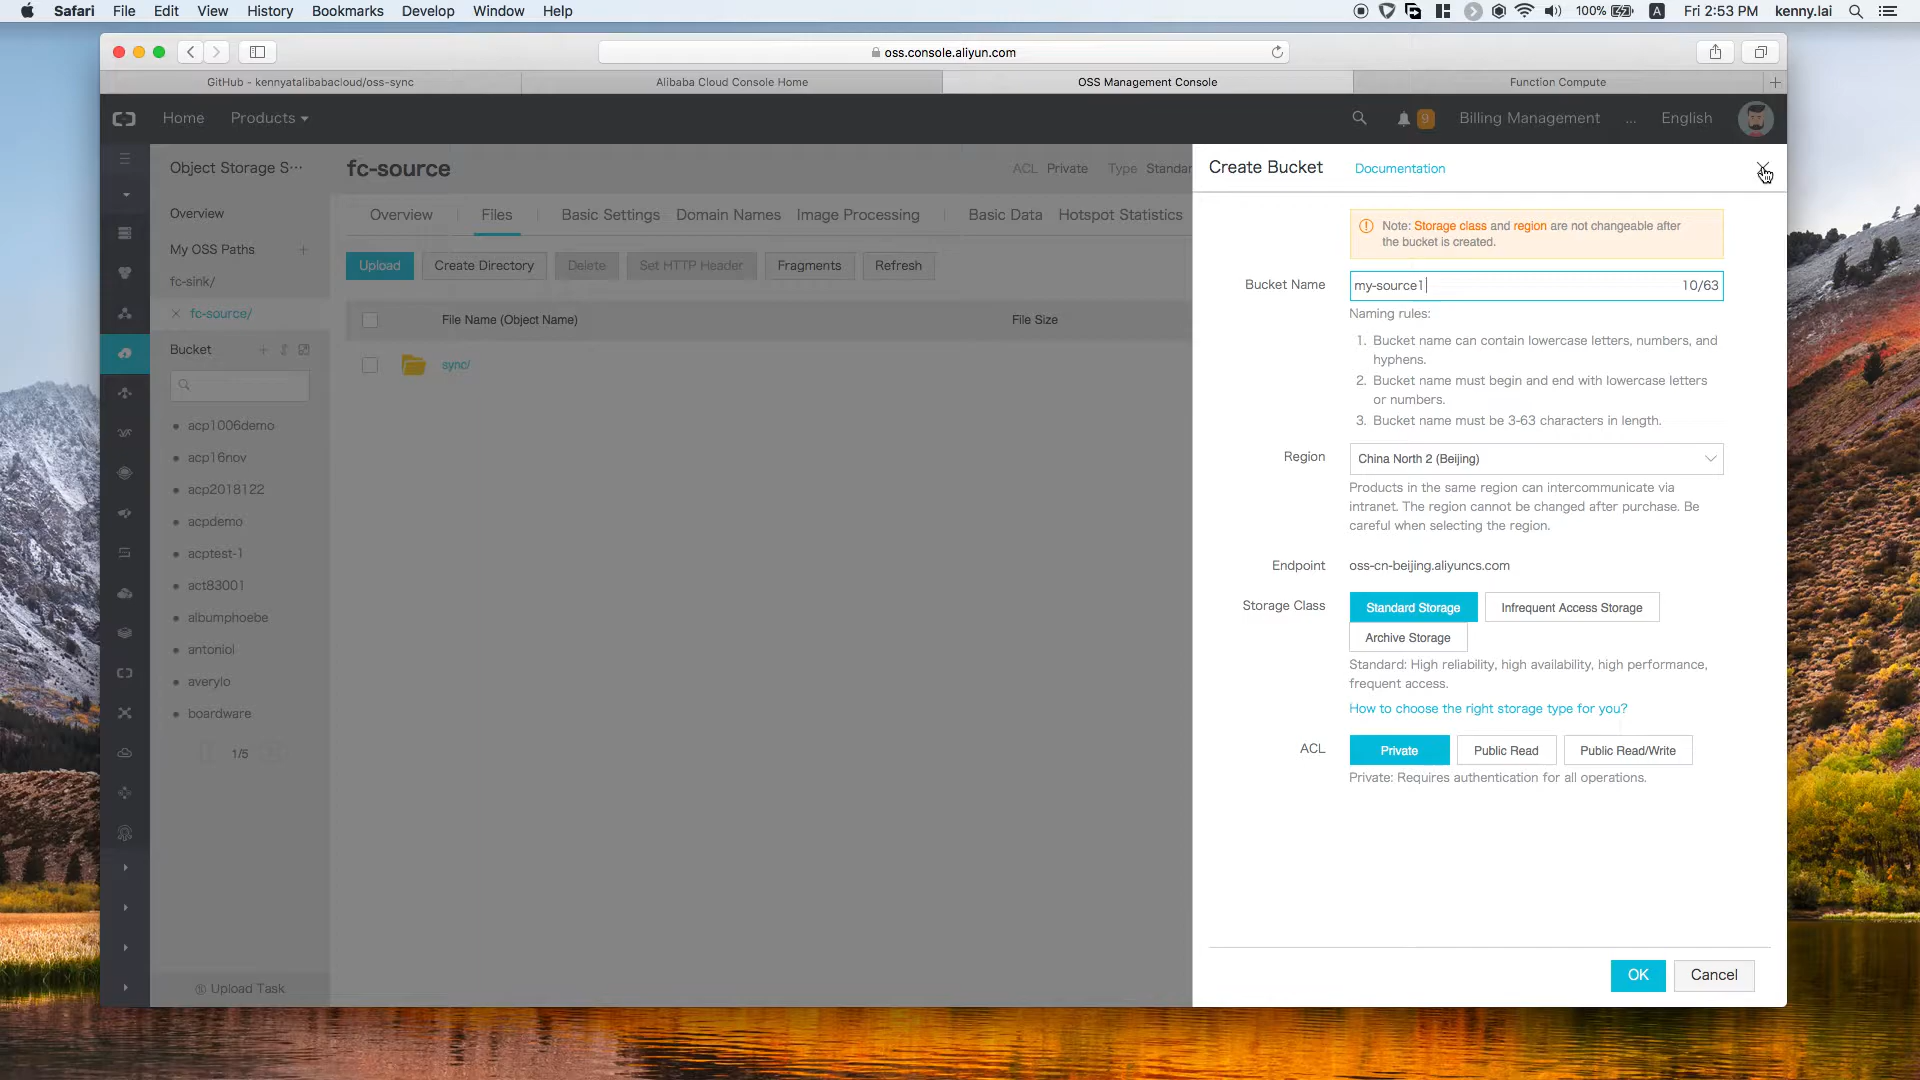 Safari File Edit View History Bookmarks Develop Window Help 100% A Fri 2:53 PM kenny.lai
oss.console.aliyun.com
GitHub - kennyatalibabacloud/oss-sync Alibaba Cloud Console Home OSS Management Console Function Compute
Home Products 9 Billing Management ... English
Object Storage S··· fc-source ACL Private Type Standar Create Bucket Documentation
Overview
My OSS Paths
fc-sink/
fc-source/
Bucket
acp1006demo
acp16nov
acp2018122
acpdemo
acptest-1
act83001
albumphoebe
antoniol
averylo
boardware
1/5
Upload Task
Overview Files Basic Settings Domain Names Image Processing Basic Data Hotspot Statistics
Upload Create Directory Delete Set HTTP Header Fragments Refresh
File Name (Object Name) File Size
sync/
Note: Storage class and region are not changeable after
the bucket is created.
Bucket Name my-source1 10/63
Naming rules:
1. Bucket name can contain lowercase letters, numbers, and
hyphens.
2. Bucket name must begin and end with lowercase letters
or numbers.
3. Bucket name must be 3-63 characters in length.
Region China North 2 (Beijing)
Products in the same region can intercommunicate via
intranet. The region cannot be changed after purchase. Be
careful when selecting the region.
Endpoint oss-cn-beijing.aliyuncs.com
Storage Class Standard Storage Infrequent Access Storage
Archive Storage
Standard: High reliability, high availability, high performance,
frequent access.
How to choose the right storage type for you?
ACL Private Public Read Public Read/Write
Private: Requires authentication for all operations.
OK Cancel